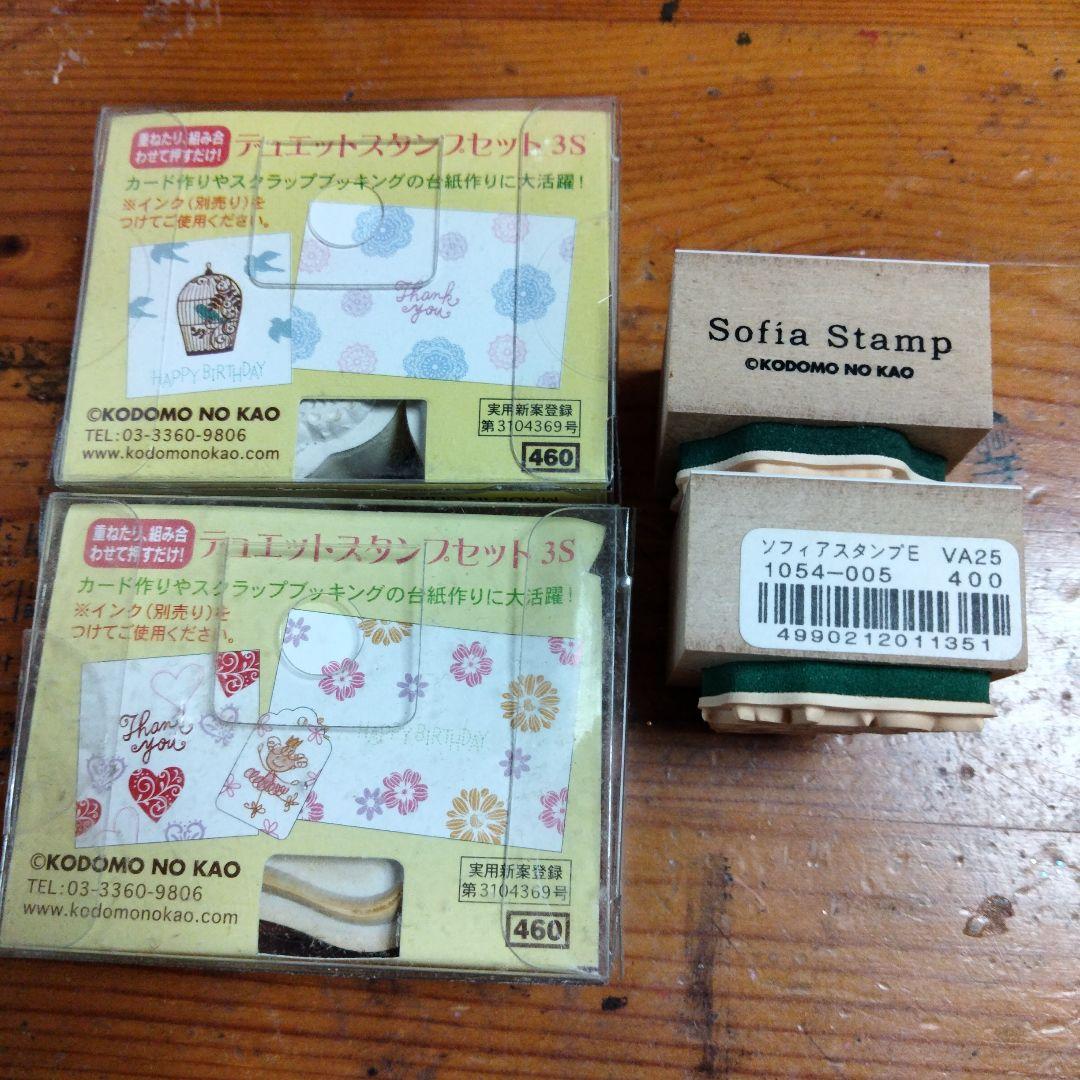 重ねたり、組み合
わせて押すだけ!
デュエットスタンプセット 3S
カード作りやスクラップブッキングの台紙作りに大活躍!
※インク(別売り)を
つけてご使用ください。
Thank
you
HAPPY BIRTHDAY
©KODOMO NO KAO
TEL:03-3360-9806
www.kodomonokao.com
実用新案登録
第3104369号
460
重ねたり、組み合
わせて押すだけ!
デュエットスタンプセット 3S
カード作りやスクラップブッキングの台紙作りに大活躍!
※インク(別売り)を
つけてご使用ください。
Thank
you
HAPPY BIRTHDAY
©KODOMO NO KAO
TEL:03-3360-9806
www.kodomonokao.com
実用新案登録
第3104369号
460
Sofia Stamp
©KODOMO NO KAO
ソフィアスタンプE VA25
1054-005 400
4990212011351